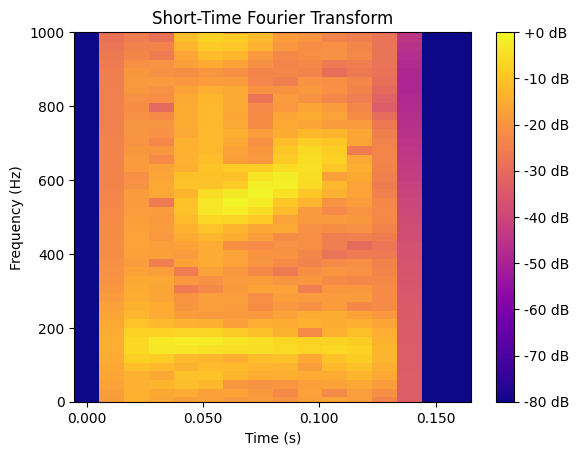 Short-Time Fourier Transform
1000
800
600
400
200
0
Frequency (Hz)
0.000
0.050
0.100
0.150
Time (s)
+0 dB
-10 dB
-20 dB
-30 dB
-40 dB
-50 dB
-60 dB
-70 dB
-80 dB